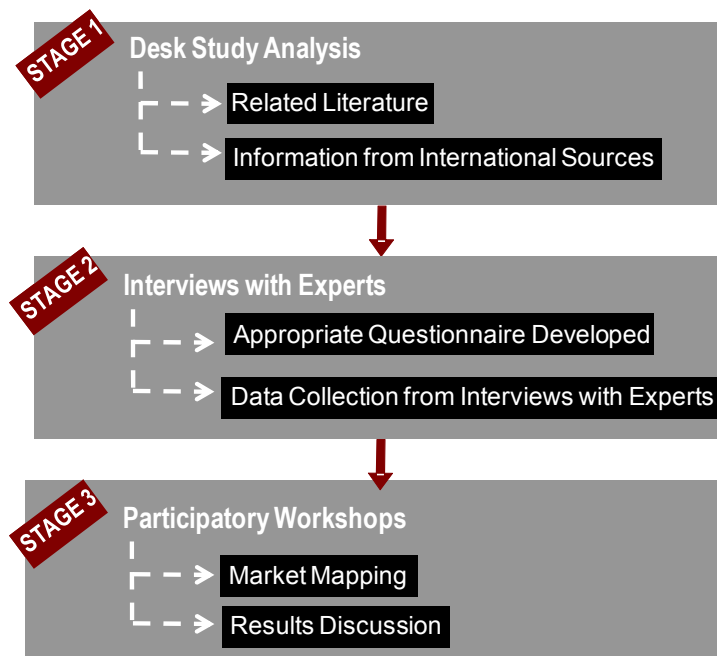 STAGE 1
Desk Study Analysis
Related Literature
Information from International Sources
STAGE 2
Interviews with Experts
Appropriate Questionnaire Developed
Data Collection from Interviews with Experts
STAGE 3
Participatory Workshops
Market Mapping
Results Discussion